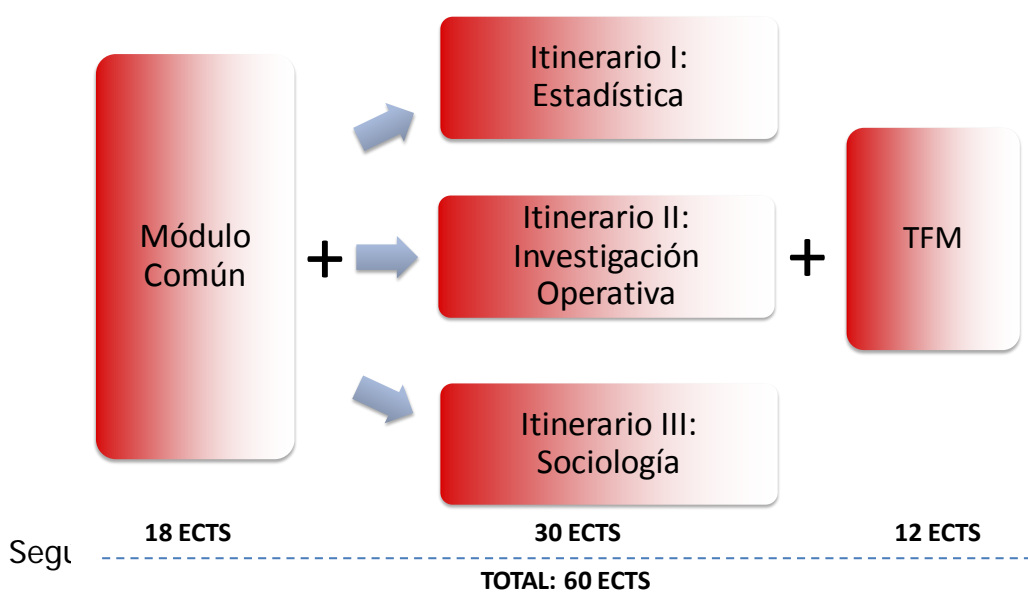 Itinerario I:
Estadística
Módulo
Común
+
Itinerario II:
Investigación
Operativa
+
TFM
Itinerario III:
Sociología
18 ECTS
30 ECTS
12 ECTS
TOTAL: 60 ECTS